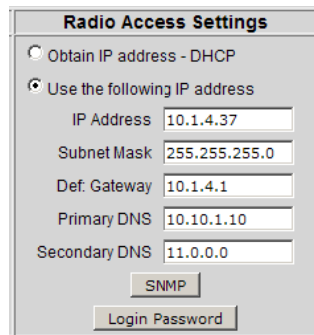 Radio Access Settings
Obtain IP address - DHCP
Use the following IP address
IP Address 10.1.4.37
Subnet Mask 255.255.255.0
Def. Gateway 10.1.4.1
Primary DNS 10.10.1.10
Secondary DNS 11.0.0.0
SNMP
Login Password